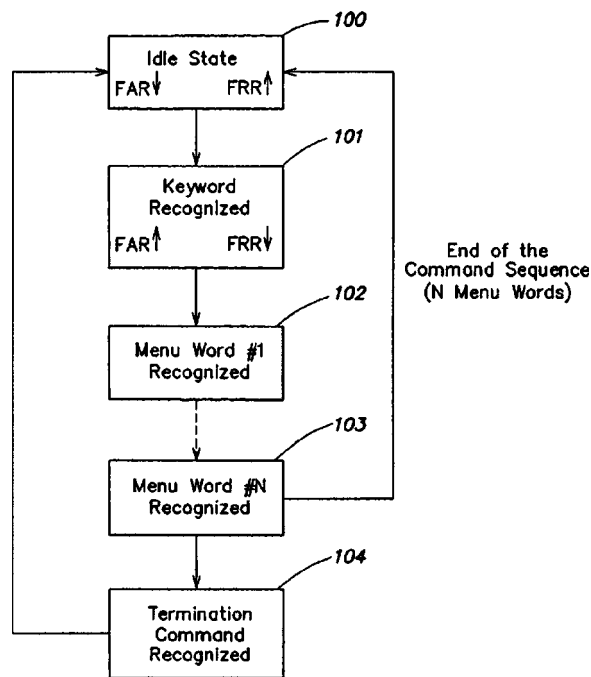 100
Idle State
FAR↓ FRR↑
101
Keyword
Recognized
FAR↑ FRR↓
End of the
Command Sequence
(N Menu Words)
102
Menu Word #1
Recognized
103
Menu Word #N
Recognized
104
Termination
Command
Recognized